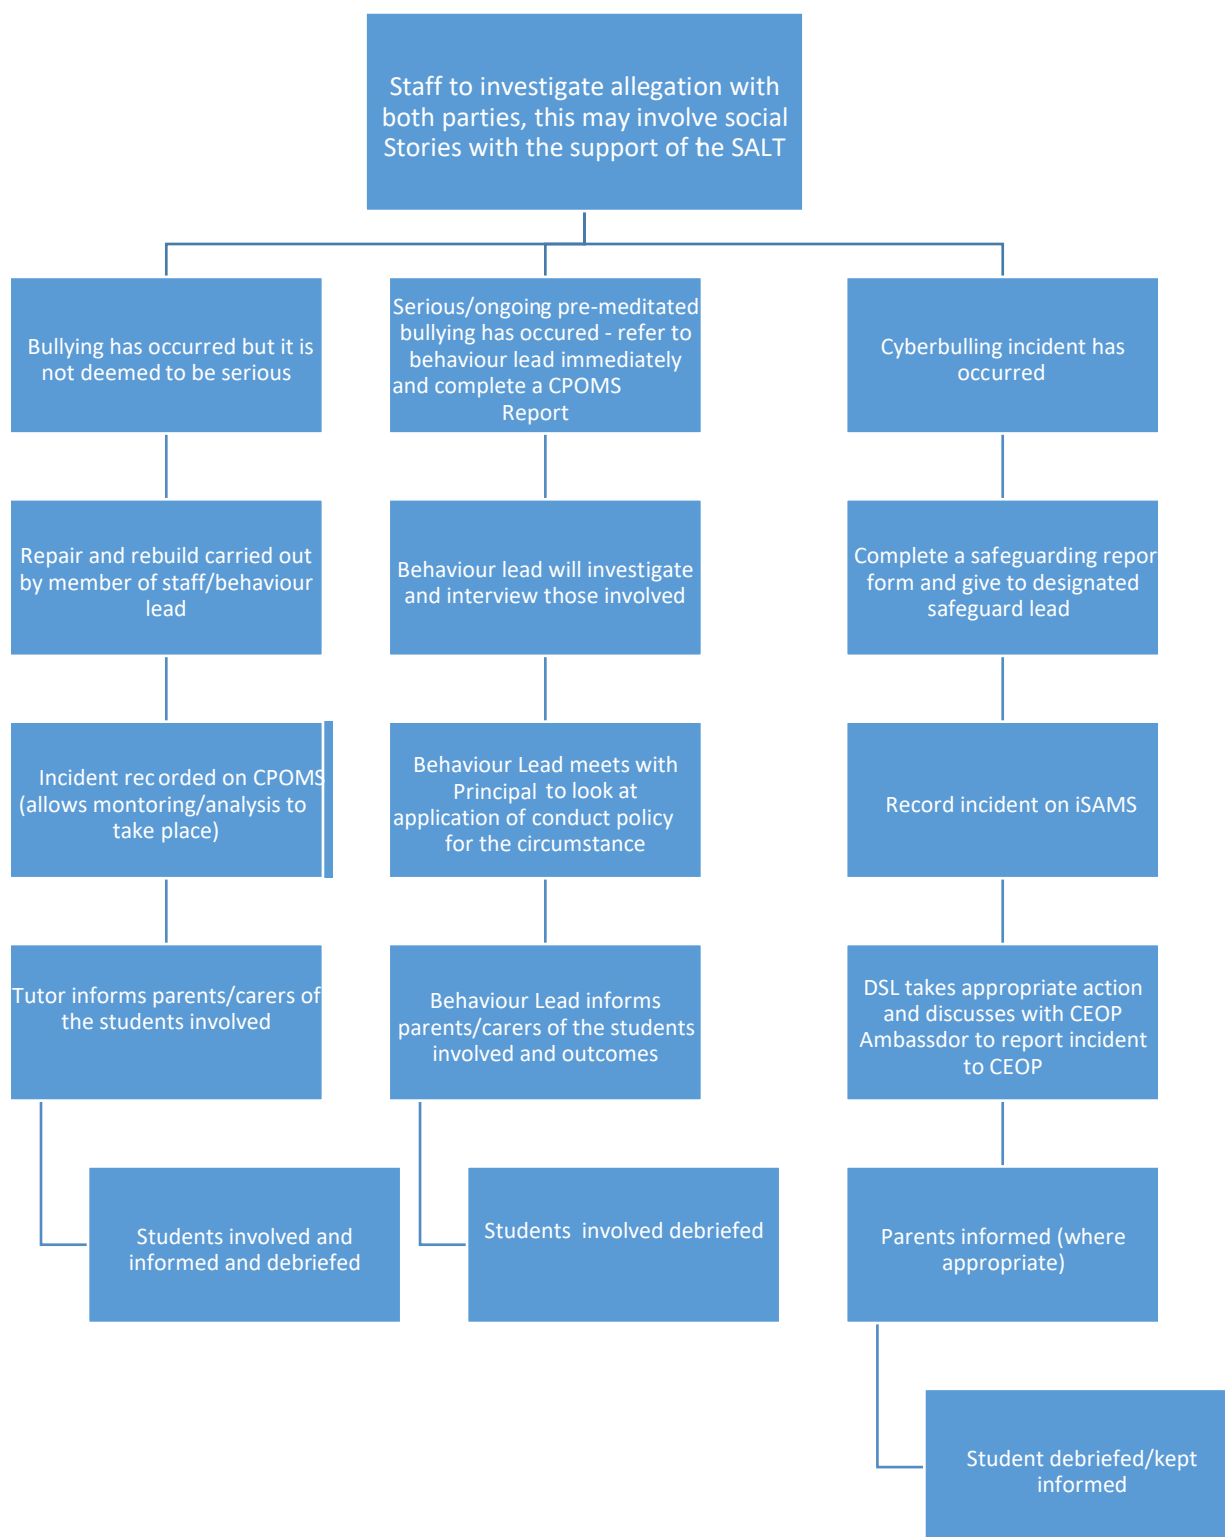 Staff to investigate allegation with
both parties, this may involve social
Stories with the support of the SALT
Bullying has occurred but it is
not deemed to be serious
Repair and rebuild carried out
by member of staff/behaviour
lead
Incident recorded on CPOMS
(allows montoring/analysis to
take place)
Tutor informs parents/carers of
the students involved
Students involved and
informed and debriefed
Serious/ongoing pre-meditated
bullying has occured - refer to
behaviour lead immediately
and complete a CPOMS
Report
Behaviour lead will investigate
and interview those involved
Behaviour Lead meets with
Principal to look at
application of conduct policy
for the circumstance
Behaviour Lead informs
parents/carers of the students
involved and outcomes
Students involved debriefed
Cyberbulling incident has
occurred
Complete a safeguarding repor
form and give to designated
safeguard lead
Record incident on iSAMS
DSL takes appropriate action
and discusses with CEOP
Ambassdor to report incident
to CEOP
Parents informed (where
appropriate)
Student debriefed/kept
informed